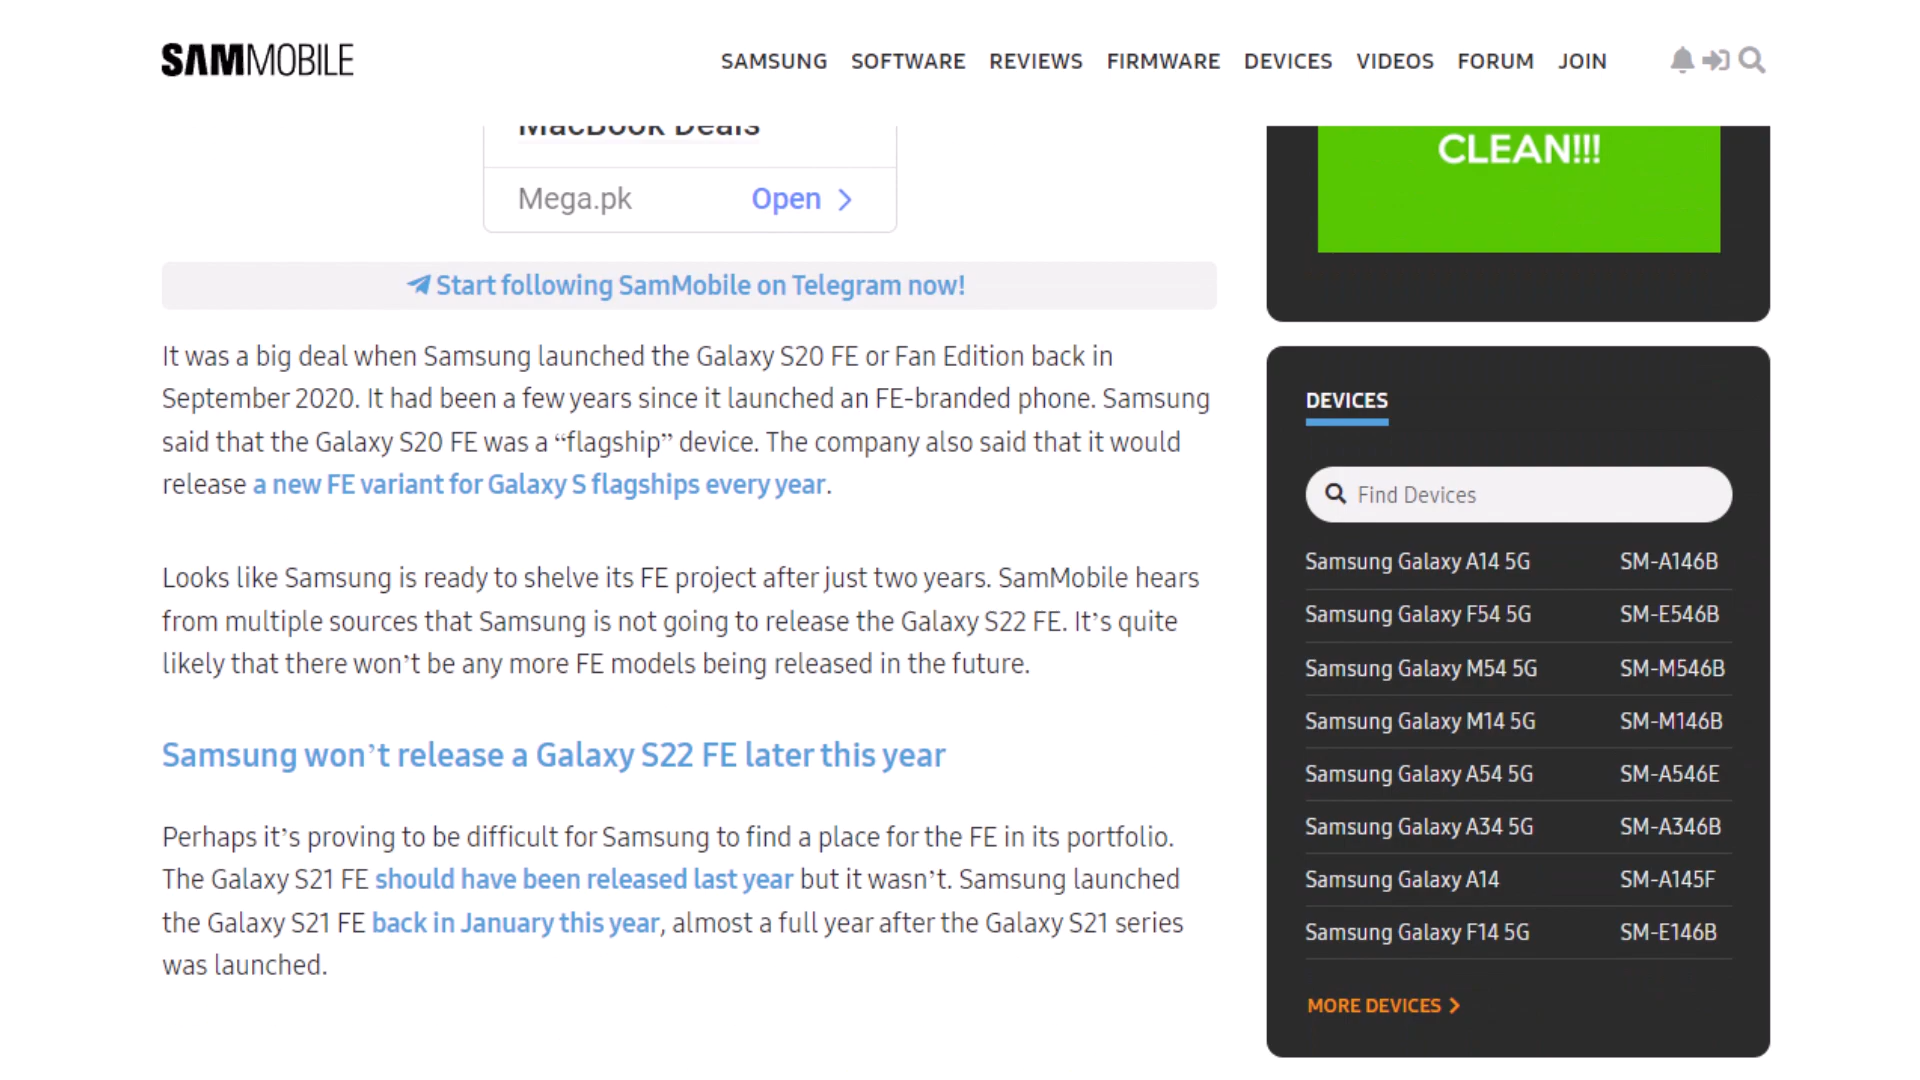 SAMMOBILE
SAMSUNG SOFTWARE REVIEWS FIRMWARE DEVICES VIDEOS FORUM JOIN
MacBook Deals
Mega.pk Open
CLEAN!!!
Start following SamMobile on Telegram now!
It was a big deal when Samsung launched the Galaxy S20 FE or Fan Edition back in
September 2020. It had been a few years since it launched an FE-branded phone. Samsung
said that the Galaxy S20 FE was a “flagship” device. The company also said that it would
release a new FE variant for Galaxy S flagships every year.
Looks like Samsung is ready to shelve its FE project after just two years. SamMobile hears
from multiple sources that Samsung is not going to release the Galaxy S22 FE. It’s quite
likely that there won’t be any more FE models being released in the future.
Samsung won’t release a Galaxy S22 FE later this year
Perhaps it’s proving to be difficult for Samsung to find a place for the FE in its portfolio.
The Galaxy S21 FE should have been released last year but it wasn’t. Samsung launched
the Galaxy S21 FE back in January this year, almost a full year after the Galaxy S21 series
was launched.
DEVICES
Find Devices
Samsung Galaxy A14 5G SM-A146B
Samsung Galaxy F54 5G SM-E546B
Samsung Galaxy M54 5G SM-M546B
Samsung Galaxy M14 5G SM-M146B
Samsung Galaxy A54 5G SM-A546E
Samsung Galaxy A34 5G SM-A346B
Samsung Galaxy A14 SM-A145F
Samsung Galaxy F14 5G SM-E146B
MORE DEVICES